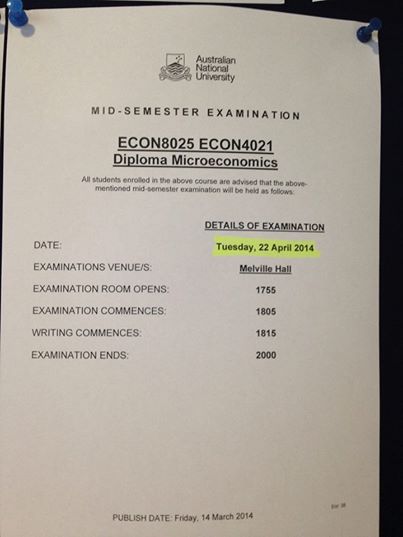 Australian
National
University
MID-SEMESTER EXAMINATION
ECON8025 ECON4021
Diploma Microeconomics
All students enrolled in the above course are advised that the above-
mentioned mid-semester examination will be held as follows:
DETAILS OF EXAMINATION
DATE: Tuesday, 22 April 2014
EXAMINATIONS VENUE/S: Melville Hall
EXAMINATION ROOM OPENS: 1755
EXAMINATION COMMENCES: 1805
WRITING COMMENCES: 1815
EXAMINATION ENDS: 2000
PUBLISH DATE: Friday, 14 March 2014